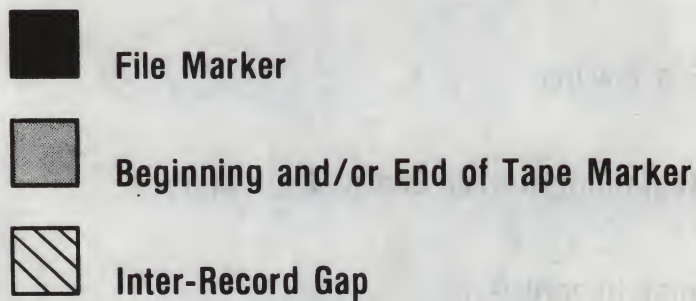 File Marker
Beginning and/or End of Tape Marker
Inter-Record Gap